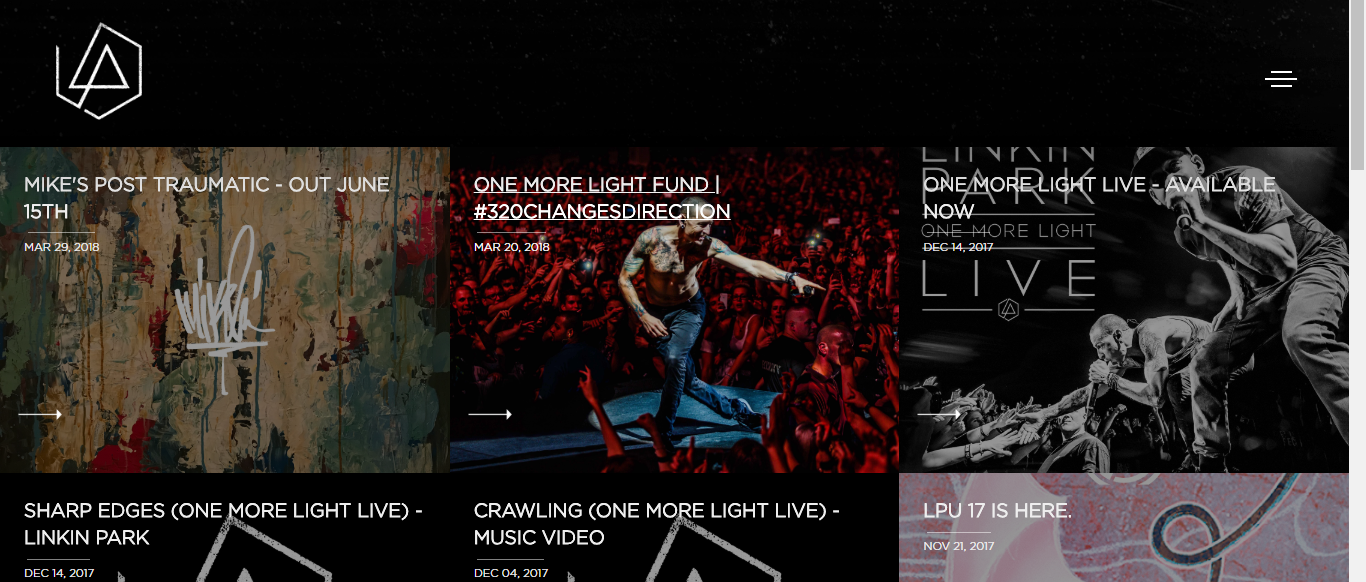 MIKE'S POST TRAUMATIC - OUT JUNE
15TH
MAR 29, 2018
ONE MORE LIGHT FUND |
#320CHANGESDIRECTION
MAR 20, 2018
LINKIN
PARK
ONE MORE LIGHT
LIVE
ONE MORE LIGHT LIVE - AVAILABLE
NOW
DEC 14, 2017
SHARP EDGES (ONE MORE LIGHT LIVE) -
LINKIN PARK
DEC 14, 2017
CRAWLING (ONE MORE LIGHT LIVE) -
MUSIC VIDEO
DEC 04, 2017
LPU 17 IS HERE.
NOV 21, 2017